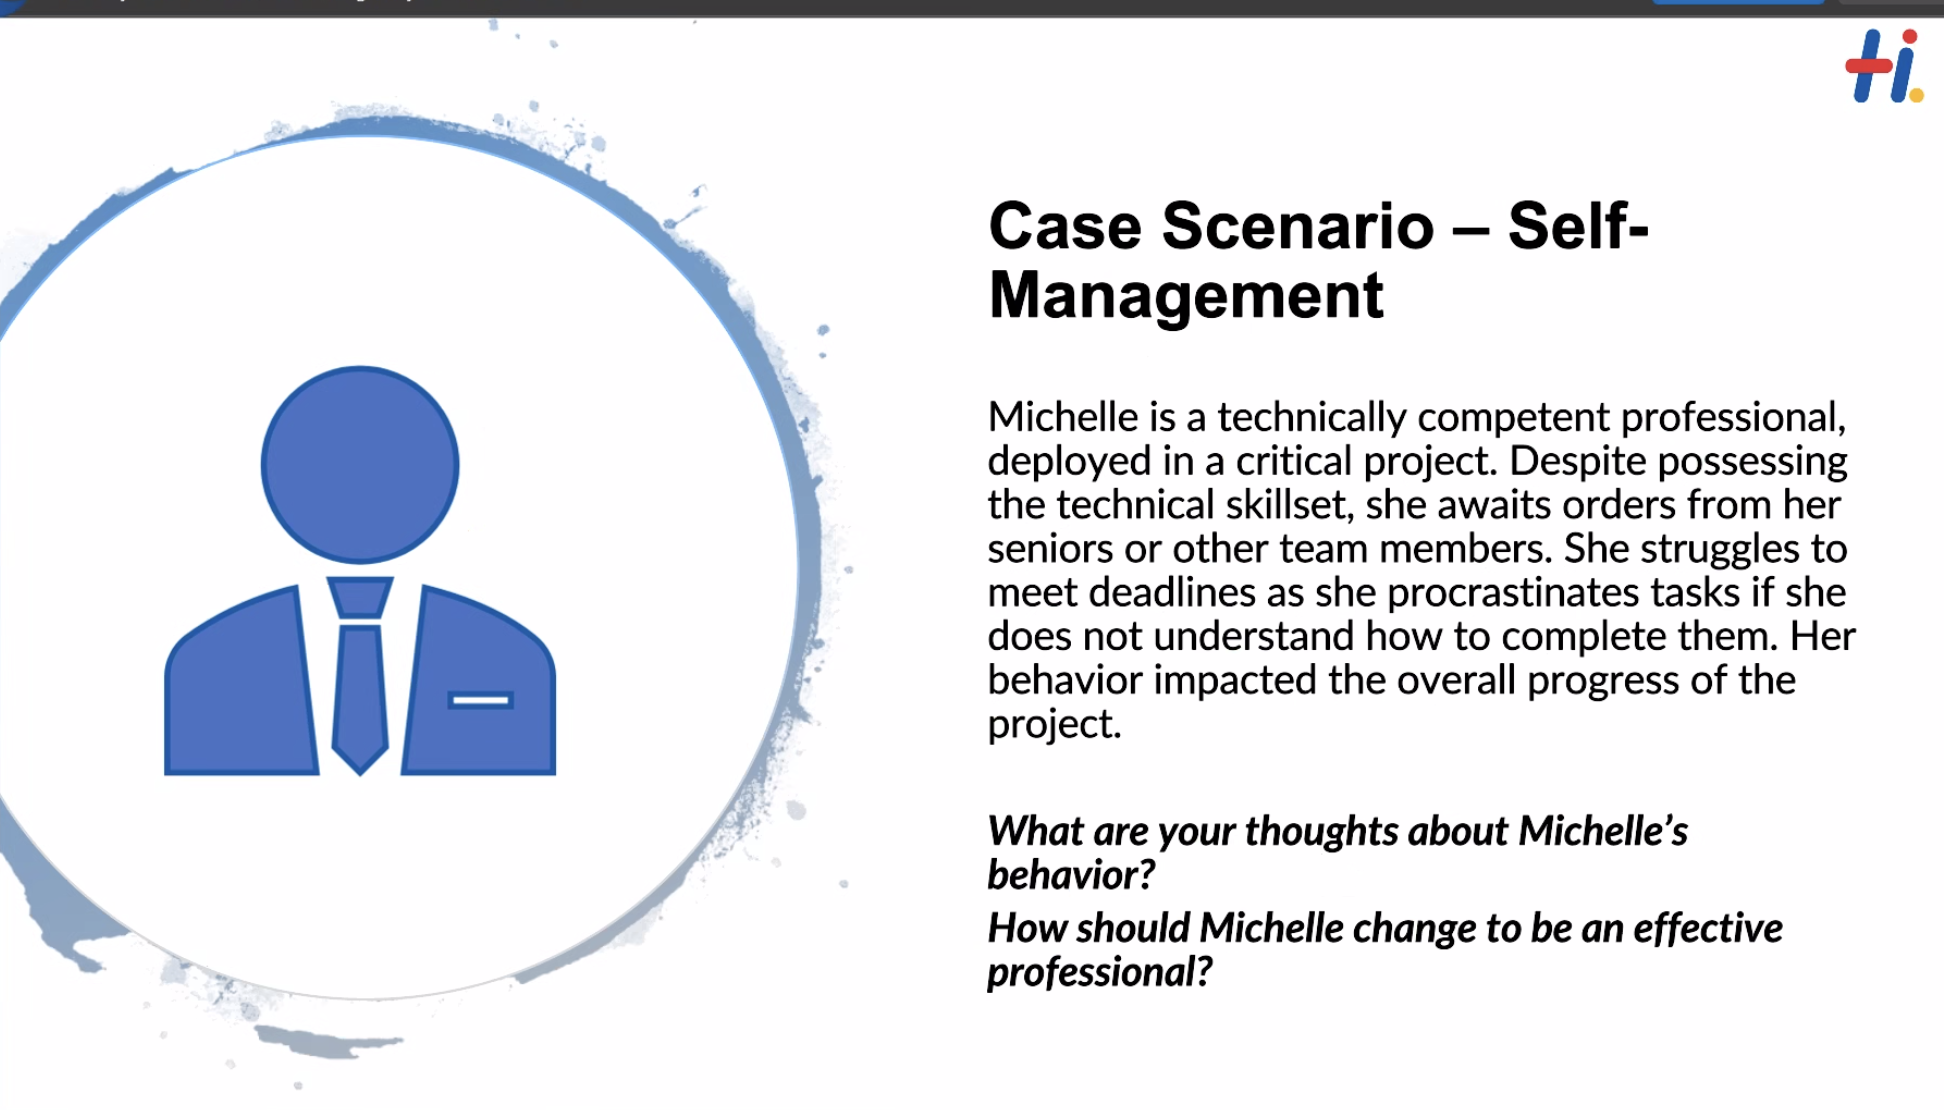 Hi.
Case Scenario – Self-
Management
Michelle is a technically competent professional,
deployed in a critical project. Despite possessing
the technical skillset, she awaits orders from her
seniors or other team members. She struggles to
meet deadlines as she procrastinates tasks if she
does not understand how to complete them. Her
behavior impacted the overall progress of the
project.
What are your thoughts about Michelle’s
behavior?
How should Michelle change to be an effective
professional?